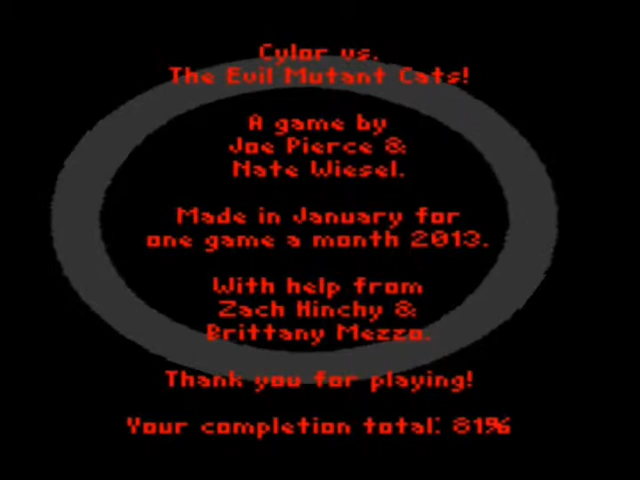 Cylor vs.
The Evil Mutant Cats!
A game by
Joe Pierce &
Nate Wiesel.
Made in January for
one game a month 2013.
With help from
Zach Hinchy &
Brittany Mezzo.
Thank you for playing!
Your completion total: 81%